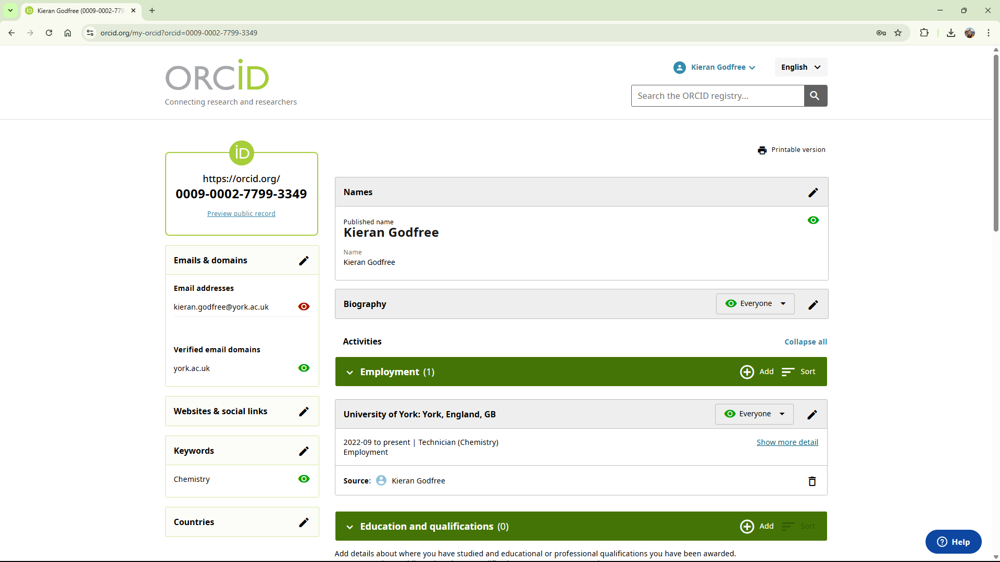 Kieran Godfree (0009-0002-779
orcid.org/my-orcid?orcid=0009-0002-7799-3349
ORCID
Connecting research and researchers
Kieran Godfree
English
Search the ORCID registry...
Printable version
iD
https://orcid.org/
0009-0002-7799-3349
Preview public record
Names
Published name
Kieran Godfree
Name
Kieran Godfree
Emails & domains
Email addresses
kieran.godfree@york.ac.uk
Verified email domains
york.ac.uk
Websites & social links
Keywords
Chemistry
Countries
Biography
Everyone
Activities
Collapse all
Employment (1)
Add
Sort
University of York: York, England, GB
Everyone
2022-09 to present | Technician (Chemistry)
Show more detail
Employment
Source: Kieran Godfree
Education and qualifications (0)
Add
Sort
Add details about where you have studied and educational or professional qualifications you have been awarded.
Help